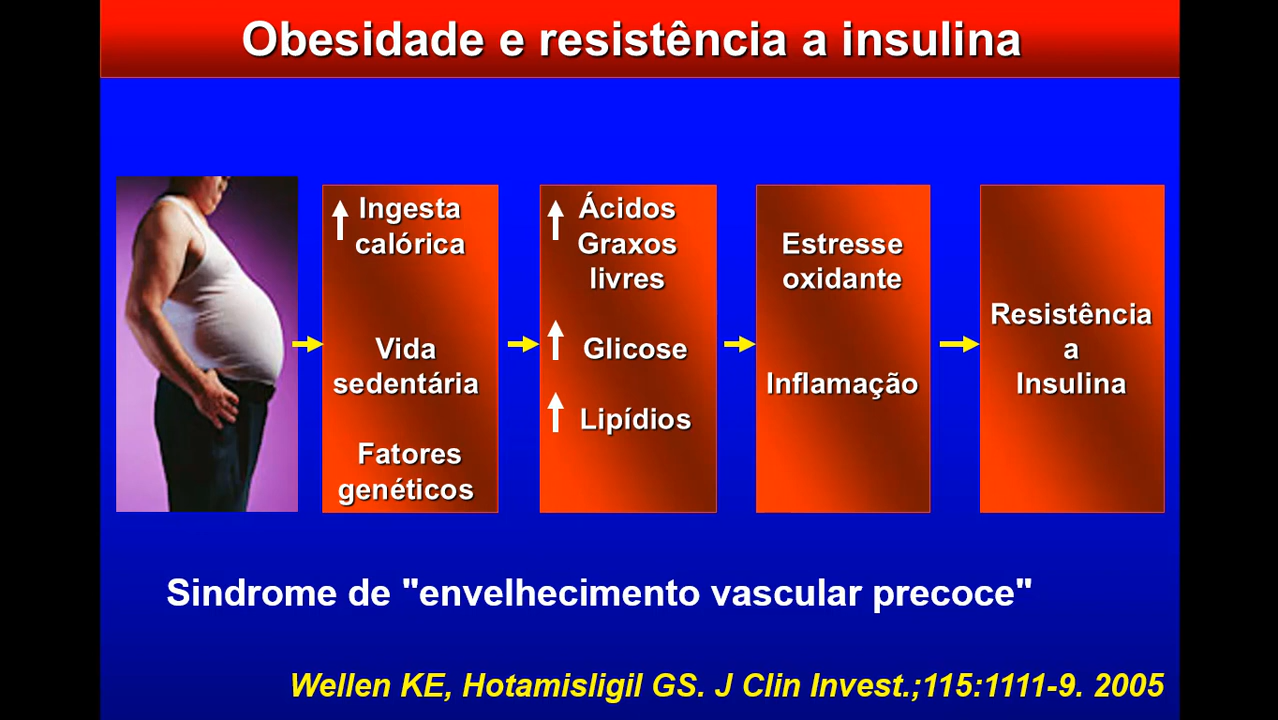 Obesidade e resistência a insulina
Ingesta
calórica
Vida
sedentária
Fatores
genéticos
Ácidos
Graxos
livres
Glicose
Lipídios
Estresse
oxidante
Inflamação
Resistência
a
Insulina
Sindrome de "envelhecimento vascular precoce"
Wellen KE, Hotamisligil GS. J Clin Invest.;115:1111-9. 2005